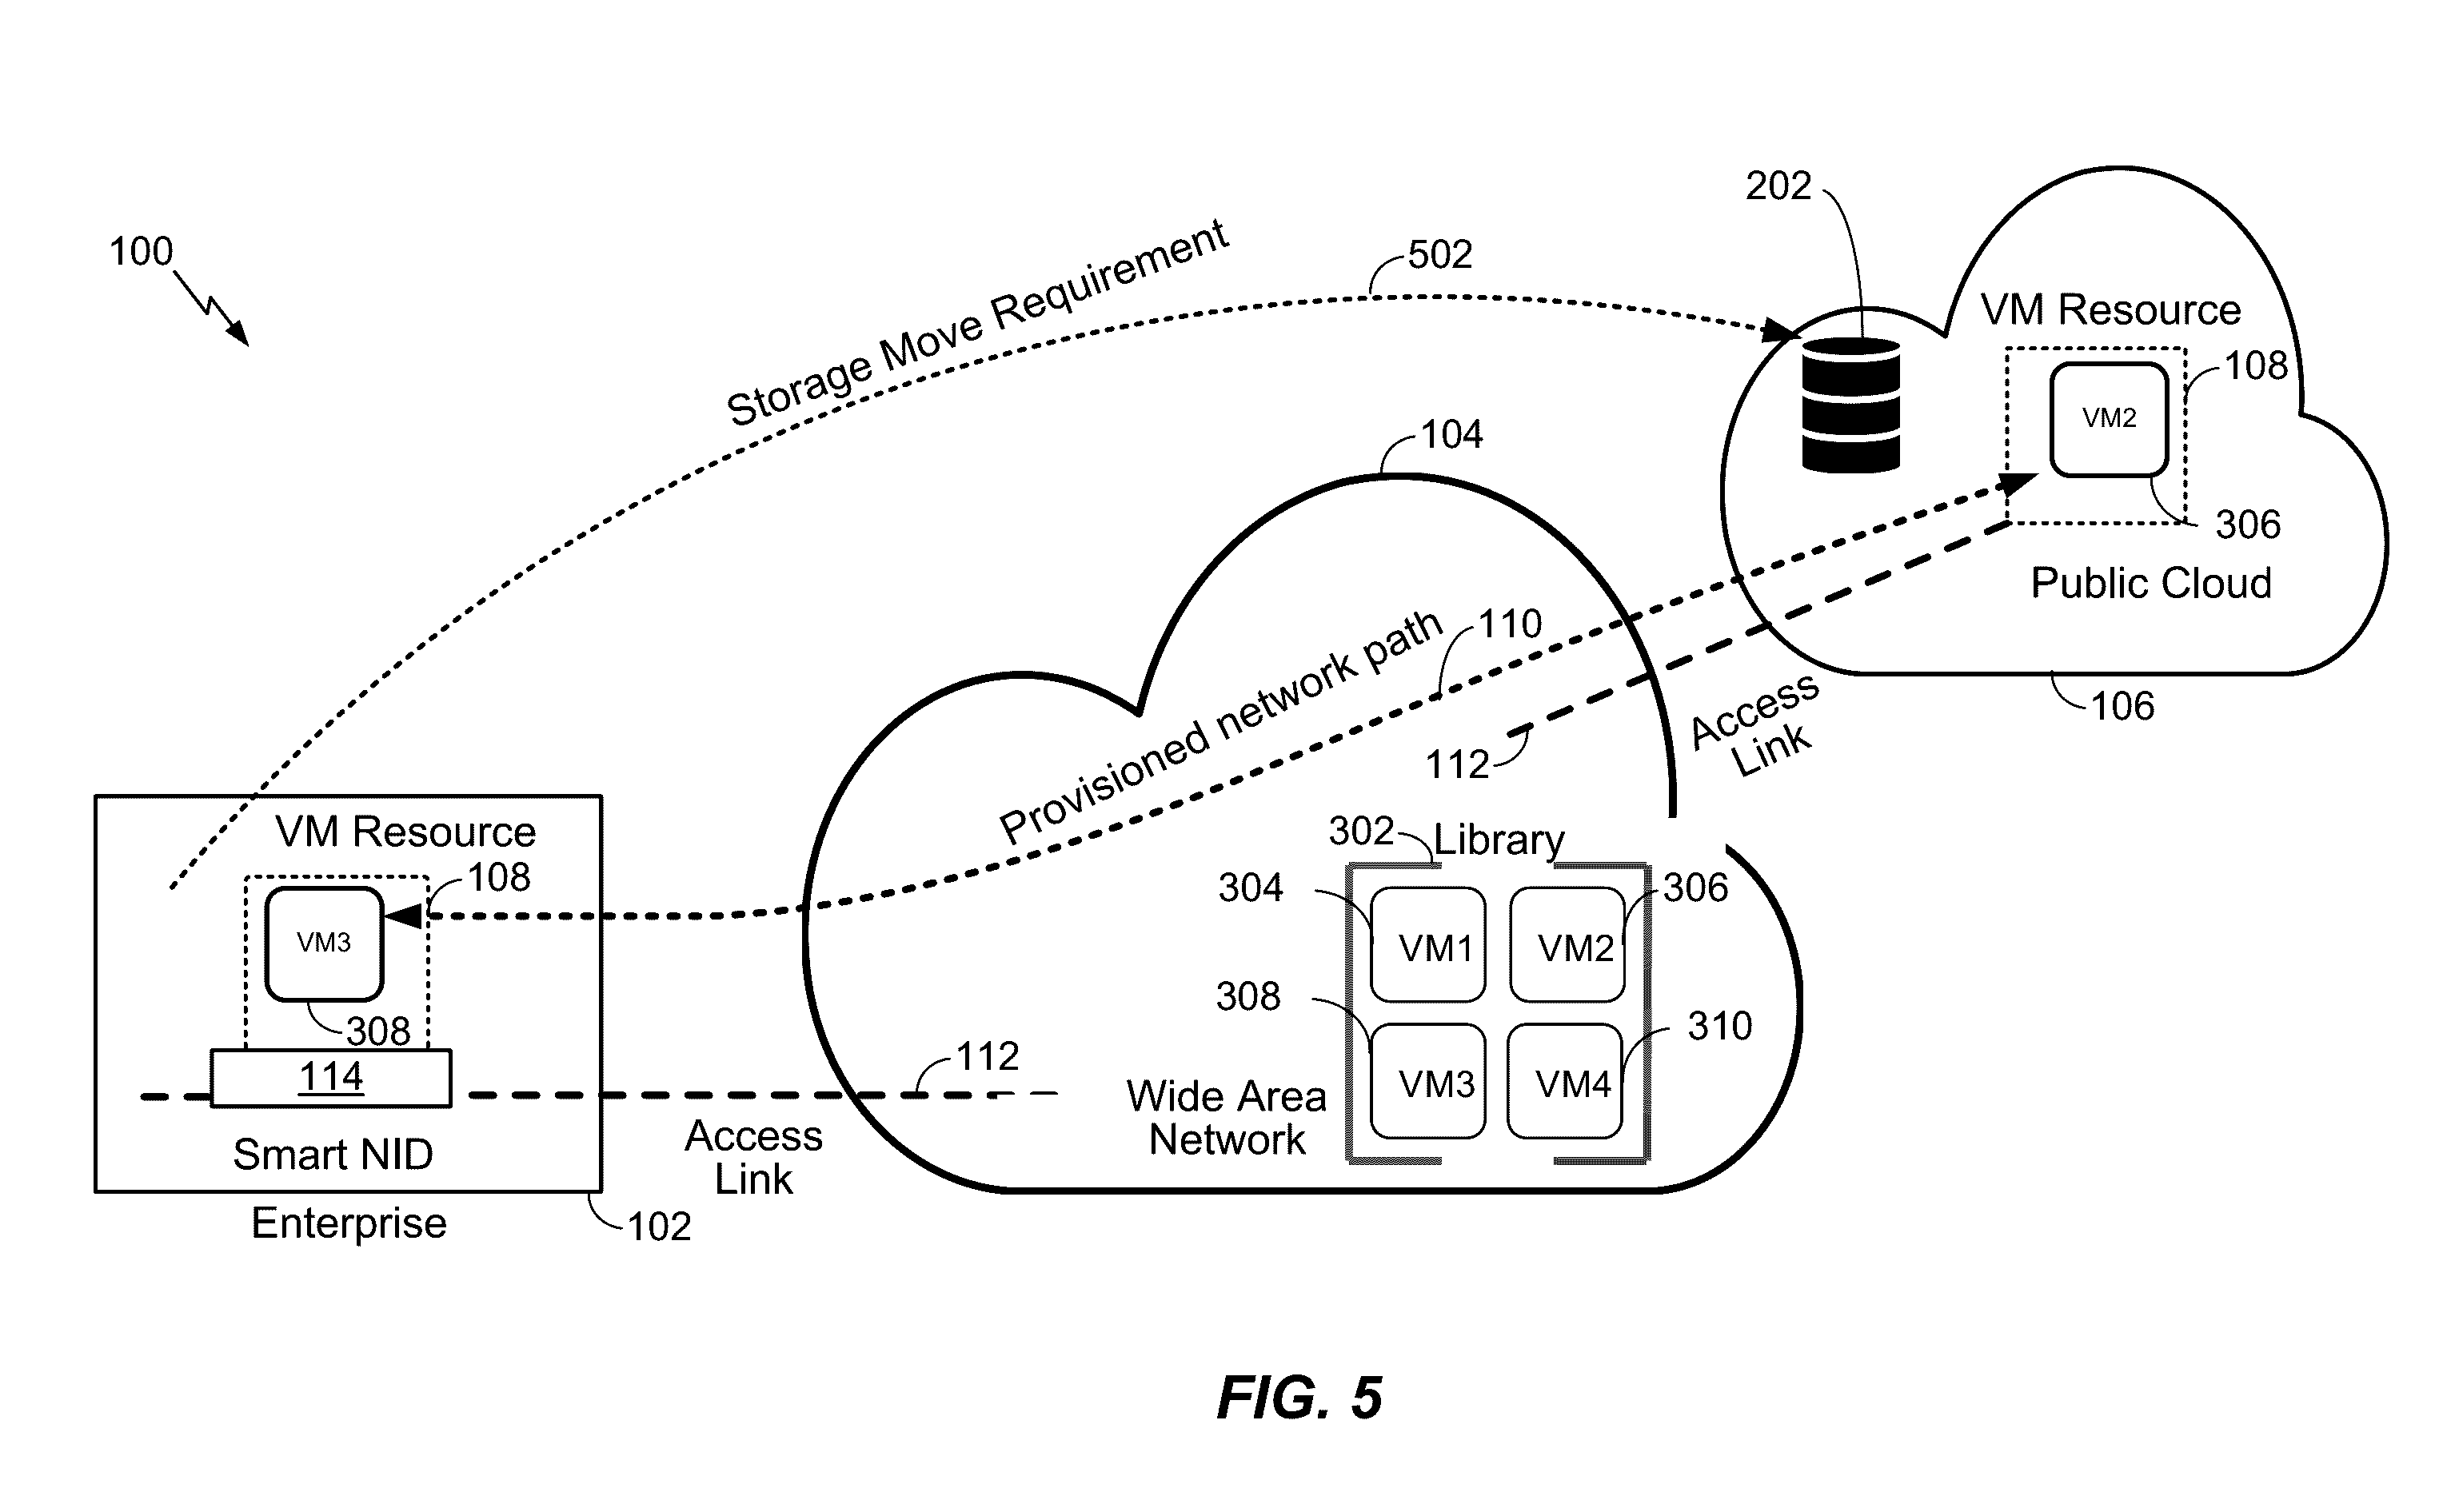 202
100
502
Storage Move Requirement
VM Resource
108
VM2
306
104
Public Cloud
110
Provisioned network path
106
112
Access
Link
302
Library
VM Resource
108
304
306
VM1
VM2
VM3
308
308
310
VM3
VM4
114
112
Wide Area
Network
Access
Link
Smart NID
102
Enterprise
FIG. 5